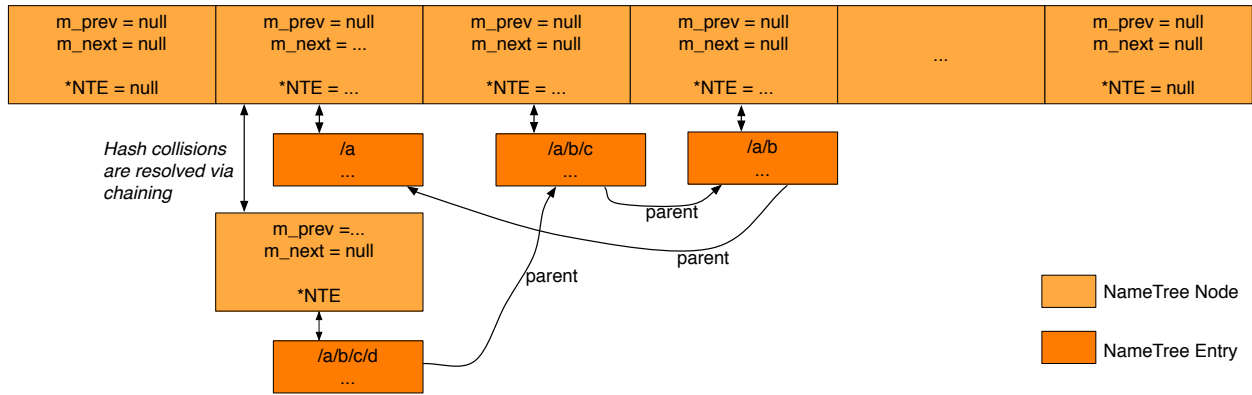 m_prev = null
m_next = null
*NTE = null
m_prev = null
m_next = ...
*NTE = ...
m_prev = null
m_next = null
*NTE = ...
m_prev = null
m_next = null
*NTE = ...
...
m_prev = null
m_next = null
*NTE = null
Hash collisions
are resolved via
chaining
/a
...
/a/b/c
...
/a/b
...
parent
parent
parent
m_prev =...
m_next = null
*NTE
/a/b/c/d
...
NameTree Node
NameTree Entry